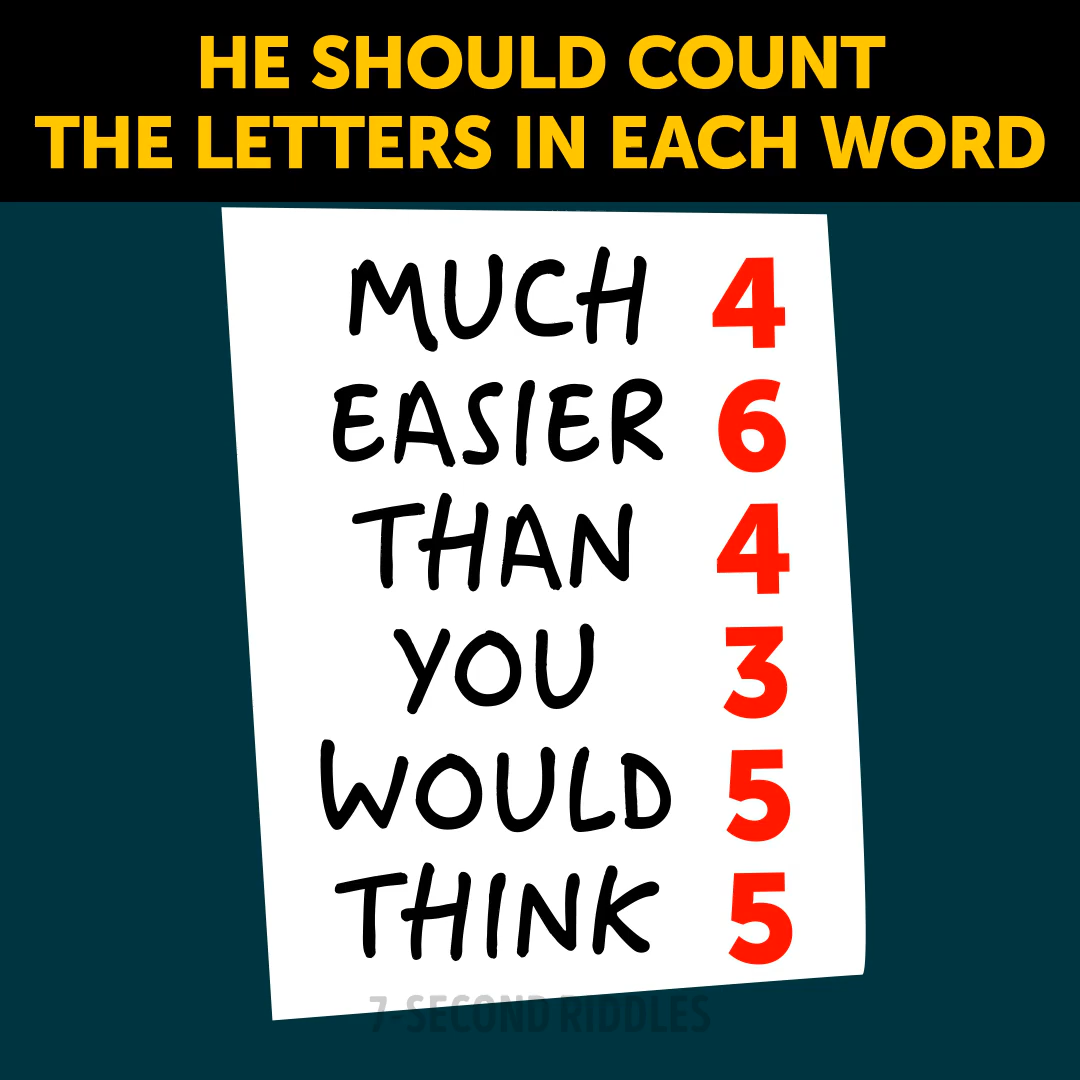 HE SHOULD COUNT
THE LETTERS IN EACH WORD
MUCH 4
EASIER 6
THAN 4
YOU 3
WOULD 5
THINK 5
7-SECOND RIDDLES